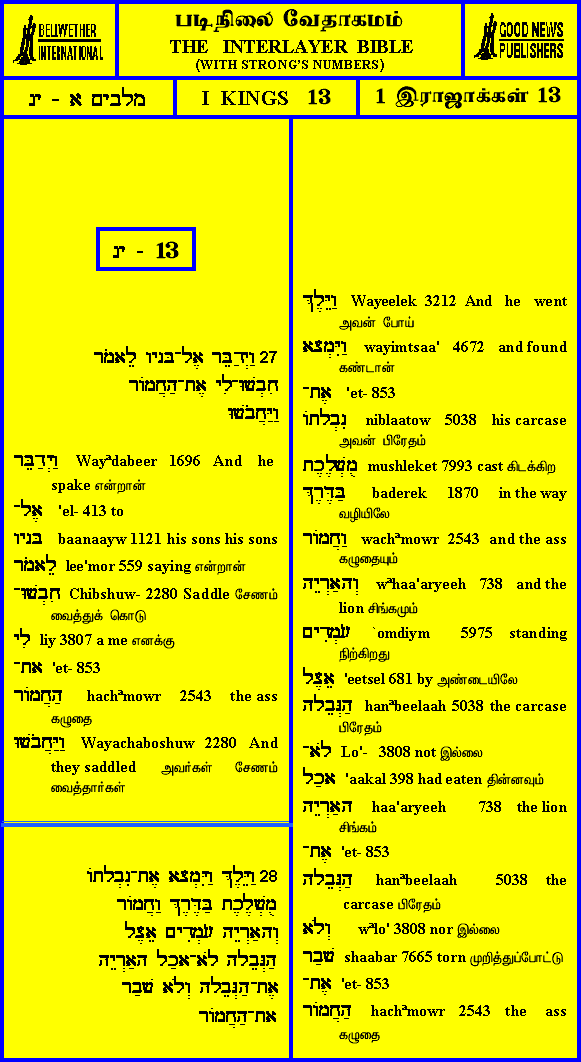 BELLWETHER
INTERNATIONAL
படிநிலை வேதாகமம்
THE INTERLAYER BIBLE
(WITH STRONG'S NUMBERS)
GOOD NEWS
PUBLISHERS
מלכים א - יג
I KINGS 13
1 இராஜாக்கள் 13
יג - 13
27 וַיְדַבֵּר אֶל־בניו לֵאמֹר
חִבְשׁוּ־לִי אֶת־הַחֲמוֹר
וַיַּחֲבֹשׁוּ
וַיְדַבֵּר Wayᵃdabeer 1696 And he
spake என்றான்
אֶל־ 'el- 413 to
בניו baanaayw 1121 his sons his sons
לֵאמֹר lee'mor 559 saying என்றான்
חִבְשׁוּ־ Chibshuw- 2280 Saddle சேணம்
வைத்துக் கொடு
לִי liy 3807 a me எனக்கு
אֶת־ 'et- 853
הַחֲמוֹר hachᵃmowr 2543 the ass
கழுதை
וַיַּחֲבֹשׁוּ Wayachaboshuw 2280 And
they saddled அவர்கள் சேணம்
வைத்தார்கள்
28 וַיֵּלֶךְ וַיִּמְצָא אֶת־נִבְלָתוֹ
מֻשְׁלֶכֶת בַּדֶּרֶךְ וַחֲמוֹר
וְהַאַרְיֵה עֹמְדִים אֵצֶל
הַנְּבֵלָה לֹא־אָכַל הָאַרְיֵה
אֶת־הַנְּבֵלָה וְלֹא שָׁבַר
אֶת־הַחֲמוֹר
וַיֵּלֶךְ Wayeelek 3212 And he went
அவன் போய்
וַיִּמְצָא wayimtsaa' 4672 and found
கண்டான்
אֶת־ 'et- 853
נִבְלָתוֹ niblaatow 5038 his carcase
அவன் பிரேதம்
מֻשְׁלֶכֶת mushleket 7993 cast கிடக்கிற
בַּדֶּרֶךְ baderek 1870 in the way
வழியிலே
וַחֲמוֹר wachᵃmowr 2543 and the ass
கழுதையும்
וְהַאַרְיֵה wᵃhaa'aryeeh 738 and the
lion சிங்கமும்
עֹמְדִים `omdiym 5975 standing
நிற்கிறது
אֵצֶל 'eetsel 681 by அண்டையிலே
הַנְּבֵלָה hanᵃbeelaah 5038 the carcase
பிரேதம்
לֹא־ Lo'- 3808 not இல்லை
אָכַל 'aakal 398 had eaten தின்னவும்
הָאַרְיֵה haa'aryeeh 738 the lion
சிங்கம்
אֶת־ 'et- 853
הַנְּבֵלָה hanᵃbeelaah 5038 the
carcase பிரேதம்
וְלֹא wᵃlo' 3808 nor இல்லை
שָׁבַר shaabar 7665 torn முறித்துப்போட்டு
אֶת־ 'et- 853
הַחֲמוֹר hachᵃmowr 2543 the ass
கழுதை